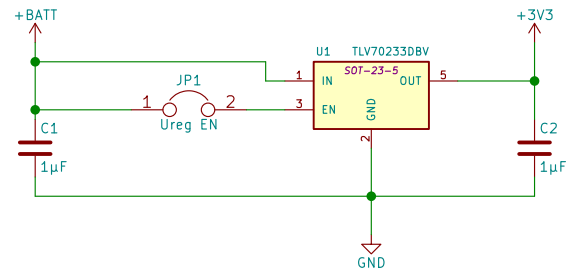 +BATT
+3V3
U1 TLV70233DBV
SOT-23-5
1 IN OUT 5
JP1
1 2
3 EN
GND
Ureg EN
2
C1
1µF
C2
1µF
GND